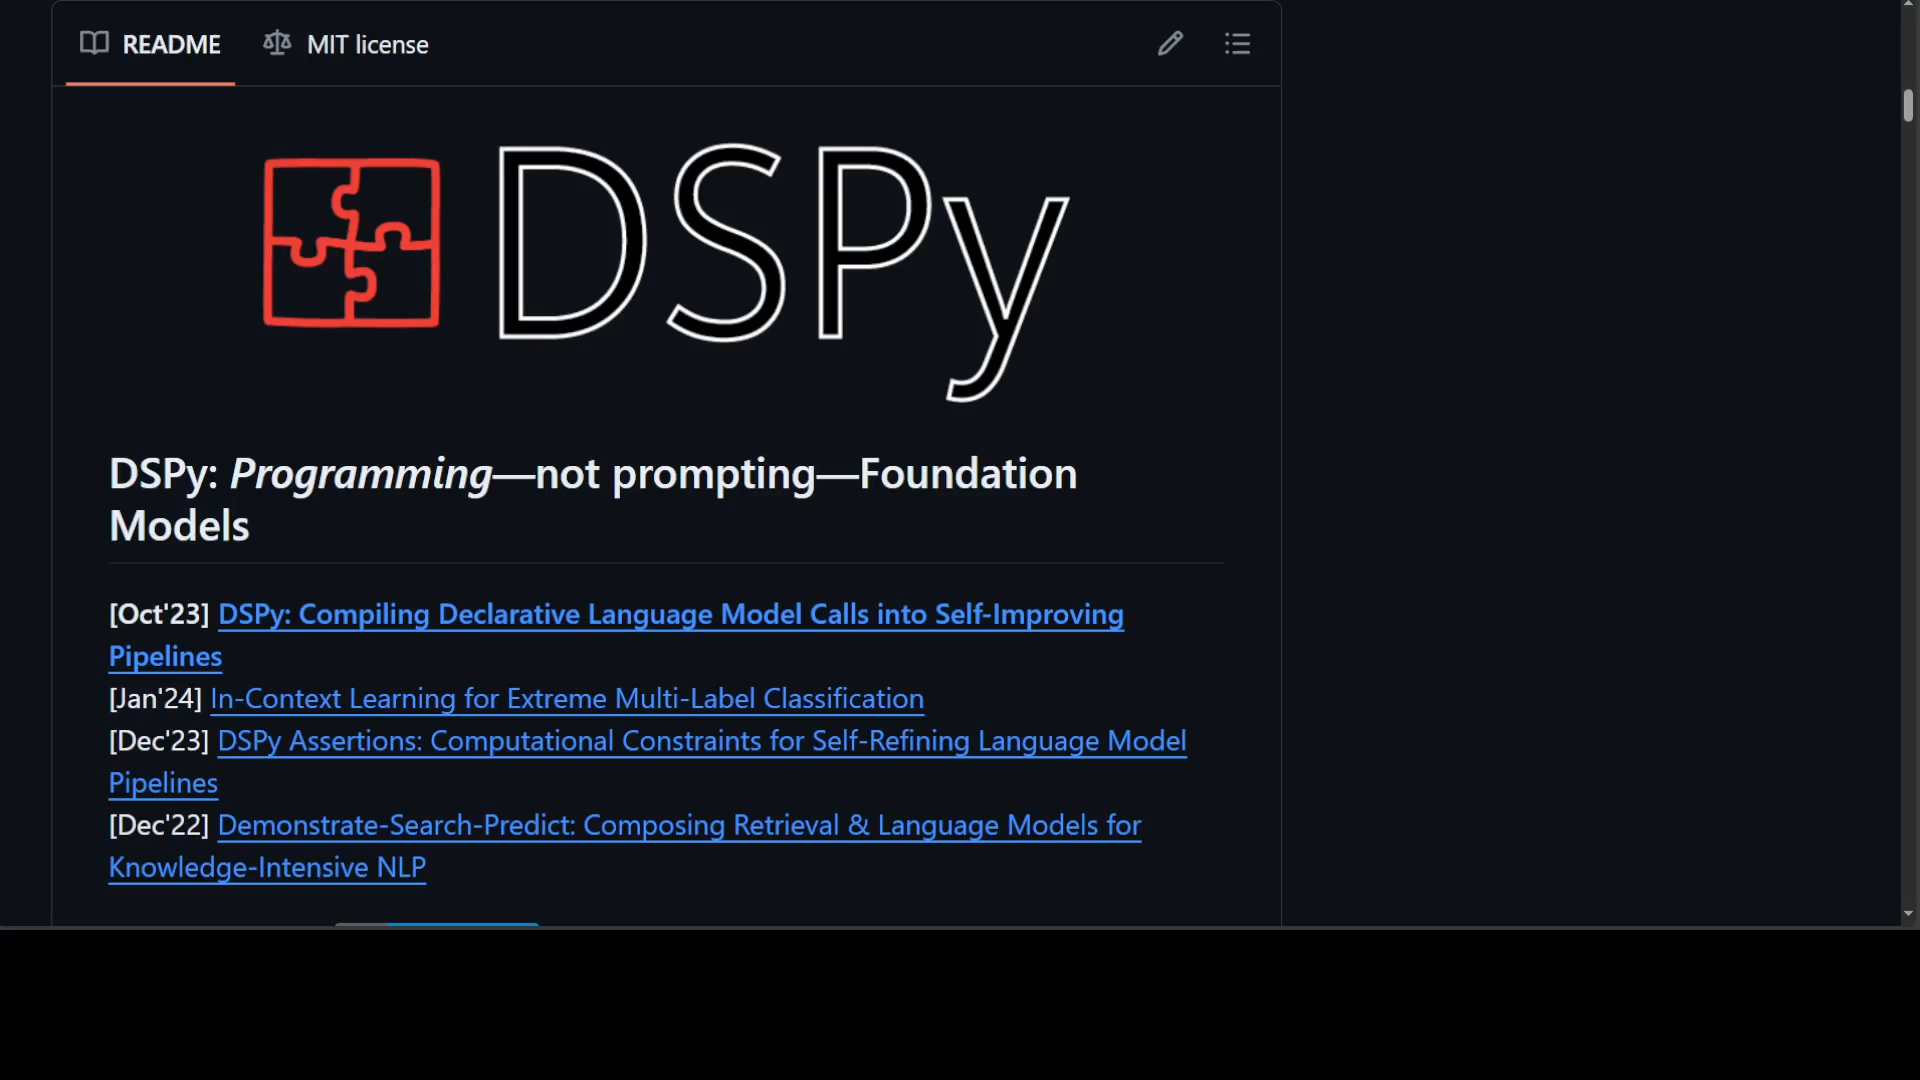 README MIT license
DSPy
DSPy: Programming—not prompting—Foundation
Models
[Oct'23] DSPy: Compiling Declarative Language Model Calls into Self-Improving
Pipelines
[Jan'24] In-Context Learning for Extreme Multi-Label Classification
[Dec'23] DSPy Assertions: Computational Constraints for Self-Refining Language Model
Pipelines
[Dec'22] Demonstrate-Search-Predict: Composing Retrieval & Language Models for
Knowledge-Intensive NLP